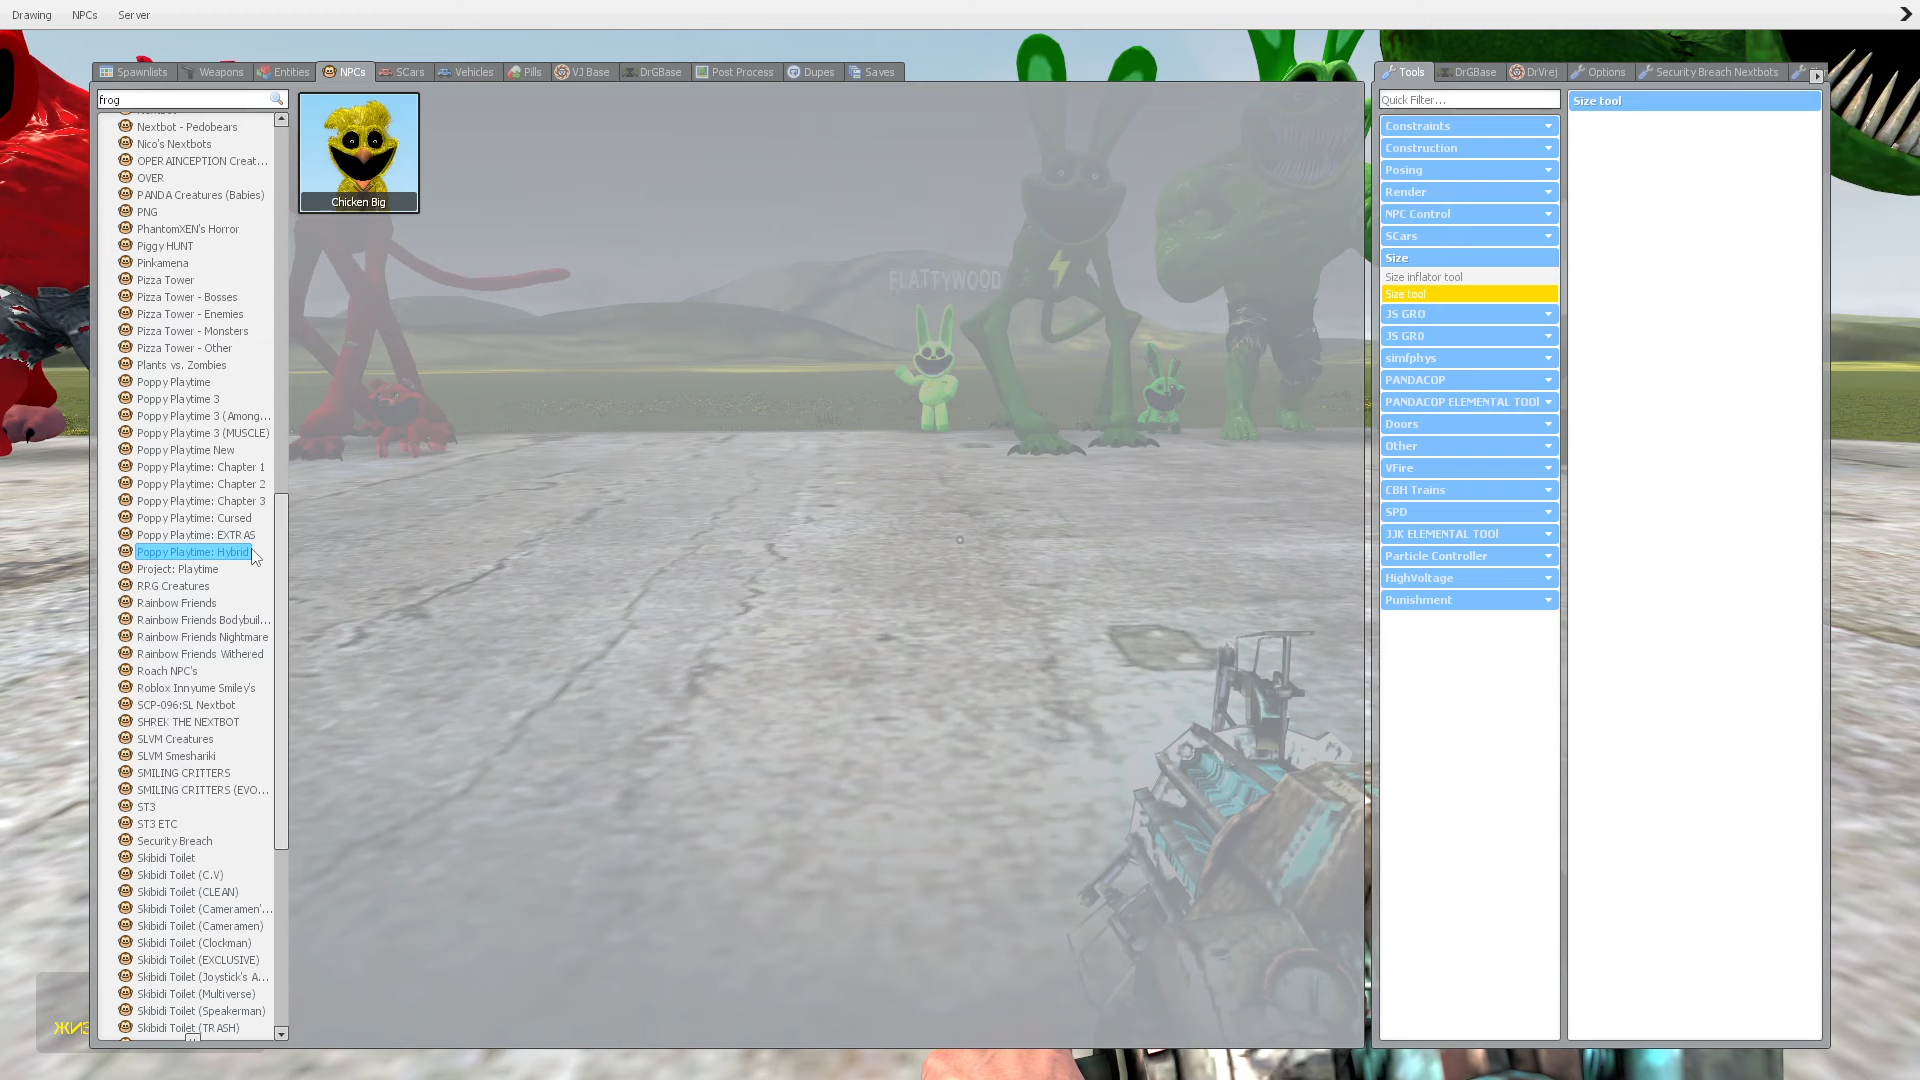 Drawing NPCs Server
Spawnlists Weapons Entities NPCs SCars Vehicles Pills VJ Base DrGBase Post Process Dupes Saves
Tools DrGBase DrVrej Options Security Breach Nextbots
frog
Quick Filter...
Size tool
Nextbot - Pedobears
Nico's Nextbots
OPERAINCEPTION Creat...
OVER
PANDA Creatures (Babies)
PNG
PhantomXEN's Horror
Piggy HUNT
Pinkamena
Pizza Tower
Pizza Tower - Bosses
Pizza Tower - Enemies
Pizza Tower - Monsters
Pizza Tower - Other
Plants vs. Zombies
Poppy Playtime
Poppy Playtime 3
Poppy Playtime 3 (Among...
Poppy Playtime 3 (MUSCLE)
Poppy Playtime New
Poppy Playtime: Chapter 1
Poppy Playtime: Chapter 2
Poppy Playtime: Chapter 3
Poppy Playtime: Cursed
Poppy Playtime: EXTRAS
Poppy Playtime: Hybrid
Project: Playtime
RRG Creatures
Rainbow Friends
Rainbow Friends Bodybuil...
Rainbow Friends Nightmare
Rainbow Friends Withered
Roach NPC's
Roblox Innyume Smiley's
SCP-096:SL Nextbot
SHREK THE NEXTBOT
SLVM Creatures
SLVM Smeshariki
SMILING CRITTERS
SMILING CRITTERS (EVO...
ST3
ST3 ETC
Security Breach
Skibidi Toilet
Skibidi Toilet (C.V)
Skibidi Toilet (CLEAN)
Skibidi Toilet (Cameramen'...
Skibidi Toilet (Cameramen)
Skibidi Toilet (Clockman)
Skibidi Toilet (EXCLUSIVE)
Skibidi Toilet (Joystick's A...
Skibidi Toilet (Multiverse)
Skibidi Toilet (Speakerman)
Skibidi Toilet (TRASH)
Chicken Big
FLATTYWOOD
Constraints
Construction
Posing
Render
NPC Control
SCars
Size
Size inflator tool
Size tool
JS GRO
JS GR0
simfphys
PANDACOP
PANDACOP ELEMENTAL TOOl
Doors
Other
VFire
CBH Trains
SPD
JJK ELEMENTAL TOOl
Particle Controller
HighVoltage
Punishment